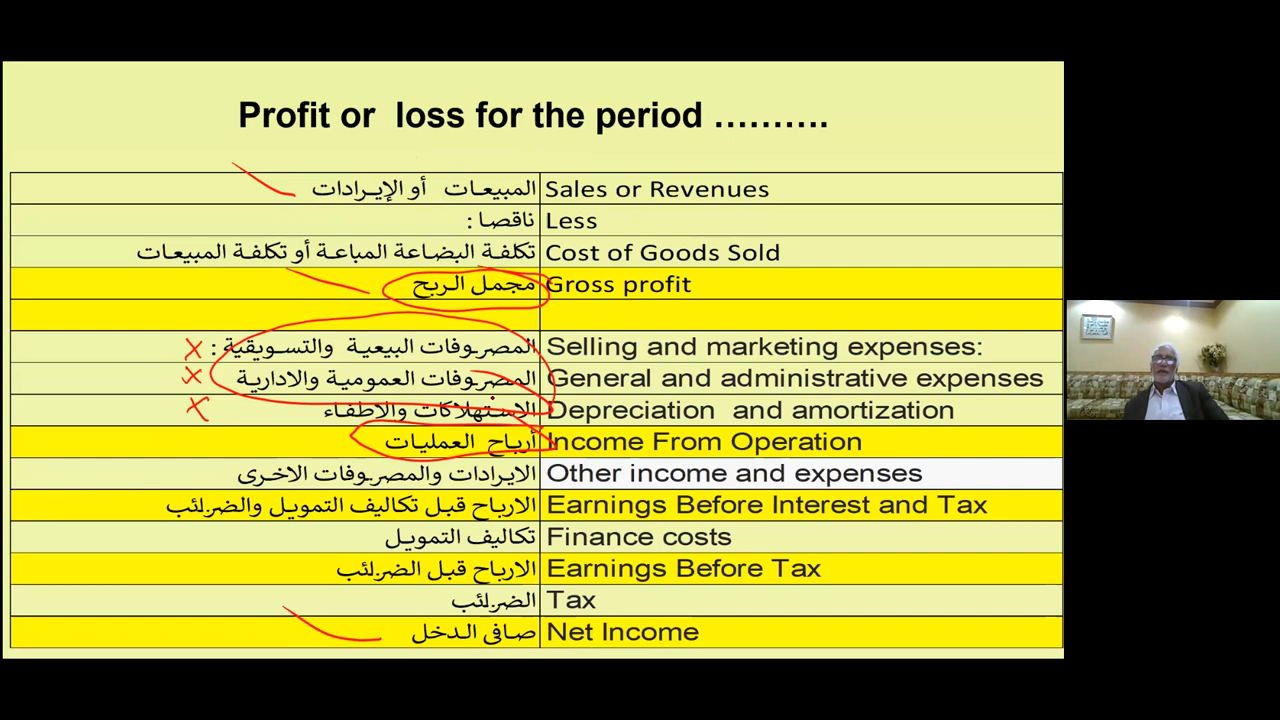 Profit or loss for the period ..........
المبيعات أو الإيرادات Sales or Revenues
ناقصا : Less
تكلفة البضاعة المباعة أو تكلفة المبيعات Cost of Goods Sold
مجمل الربح Gross profit
المصروفات البيعية والتسويقية : Selling and marketing expenses:
المصروفات العمومية والادارية General and administrative expenses
الاستهلاكات والاطفاء Depreciation and amortization
أرباح العمليات Income From Operation
الايرادات والمصروفات الاخرى Other income and expenses
الارباح قبل تكاليف التمويل والضرائب Earnings Before Interest and Tax
تكاليف التمويل Finance costs
الارباح قبل الضرائب Earnings Before Tax
الضرائب Tax
صافى الدخل Net Income